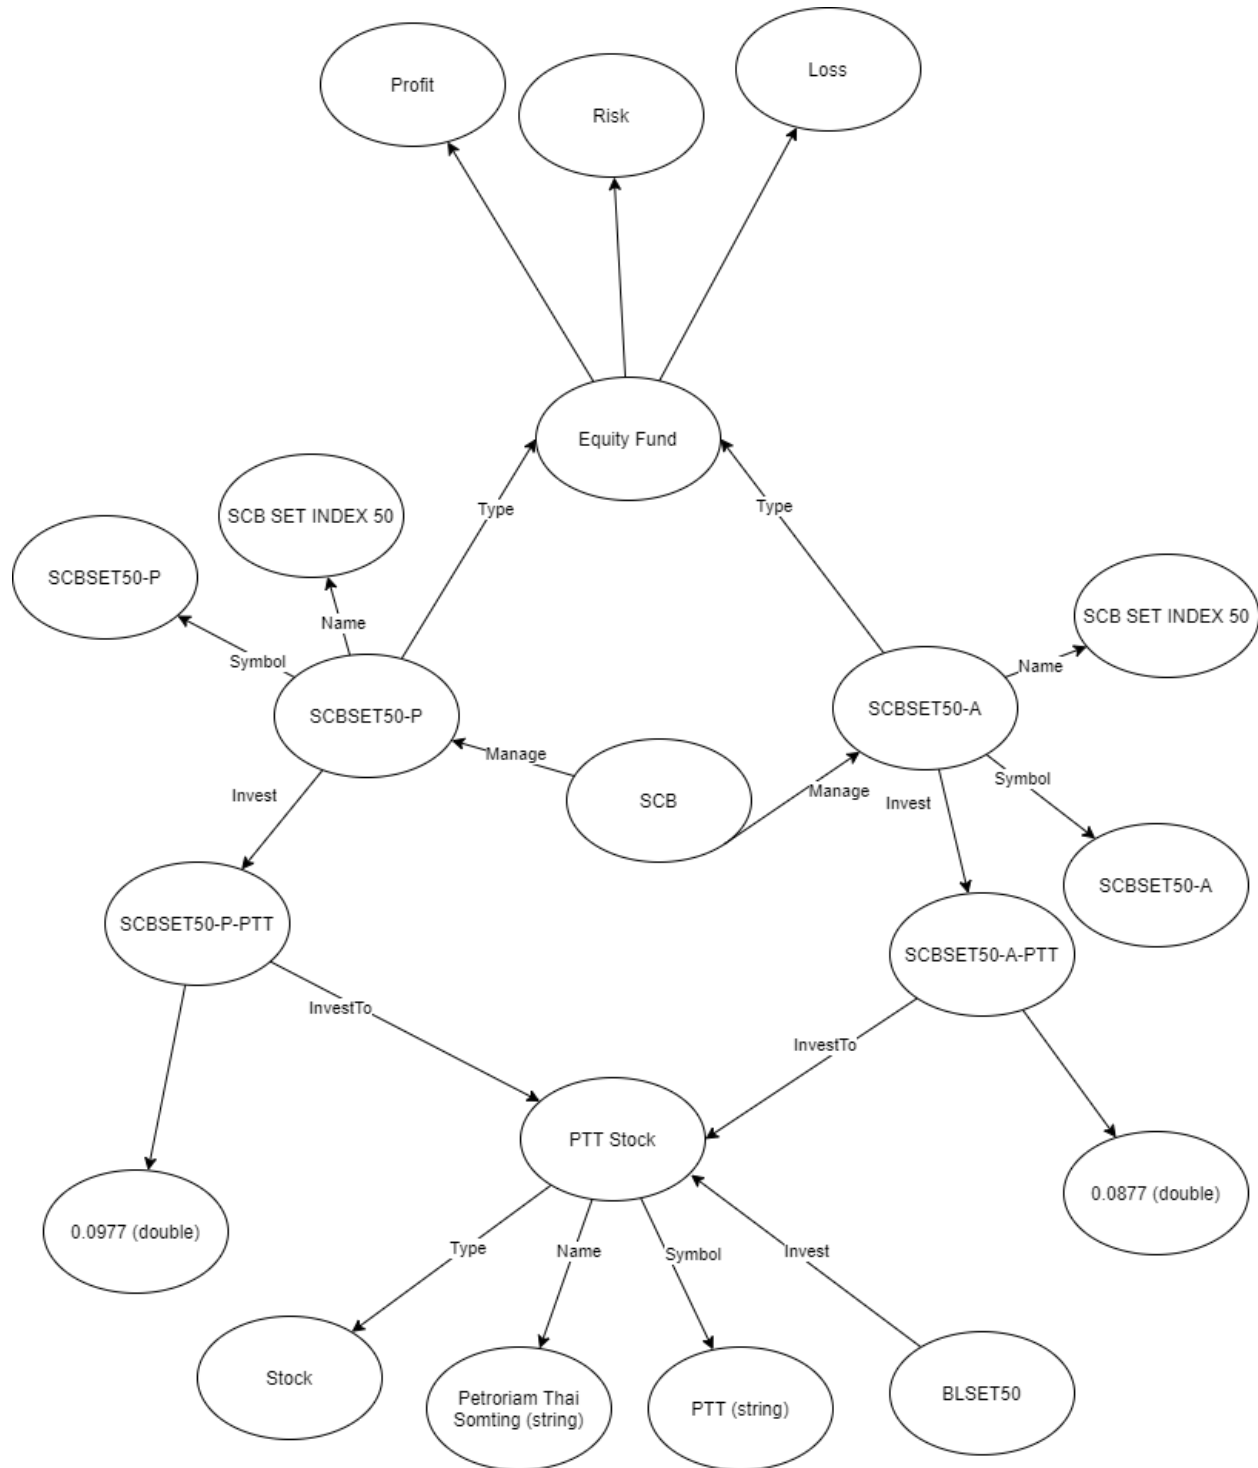 Profit
Risk
Loss
Equity Fund
Type
Type
SCB SET INDEX 50
SCBSET50-P
Name
Symbol
SCBSET50-P
SCB SET INDEX 50
Name
SCBSET50-A
Manage
SCB
Manage
Invest
Invest
Symbol
SCBSET50-A
SCBSET50-P-PTT
SCBSET50-A-PTT
InvestTo
InvestTo
PTT Stock
0.0977 (double)
0.0877 (double)
Type
Name
Symbol
Invest
Stock
Petroriam Thai
Somting (string)
PTT (string)
BLSET50